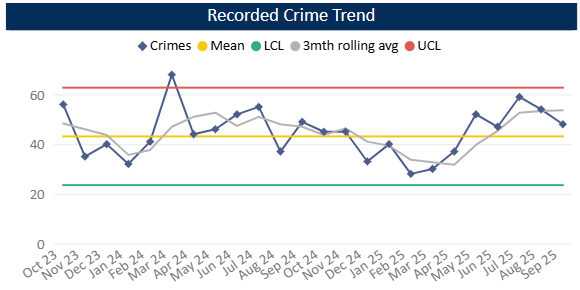 Recorded Crime Trend
Crimes Mean LCL 3mth rolling avg UCL
60
40
20
0
Oct 23 Nov 23 Dec 23 Jan 24 Feb 24 Mar 24 Apr 24 May 24 Jun 24 Jul 24 Aug 24 Sep 24 Oct 24 Nov 24 Dec 24 Jan 25 Feb 25 Mar 25 Apr 25 May 25 Jun 25 Jul 25 Aug 25 Sep 25